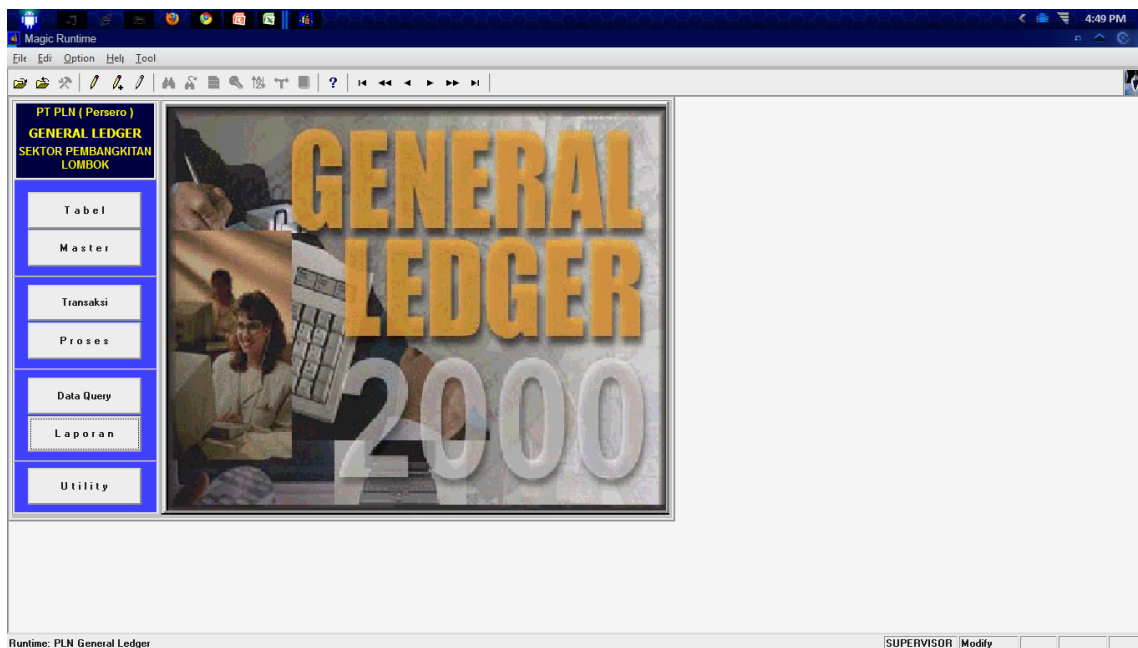 4:49 PM
Magic Runtime
File Edi Option Help Tool
PT PLN ( Persero )
GENERAL LEDGER
SEKTOR PEMBANGKITAN
LOMBOK
Tabel
Master
Transaksi
Proses
Data Query
Laporan
Utility
GENERAL
LEDGER
2000
Runtime: PLN General Ledger
SUPERVISOR Modify